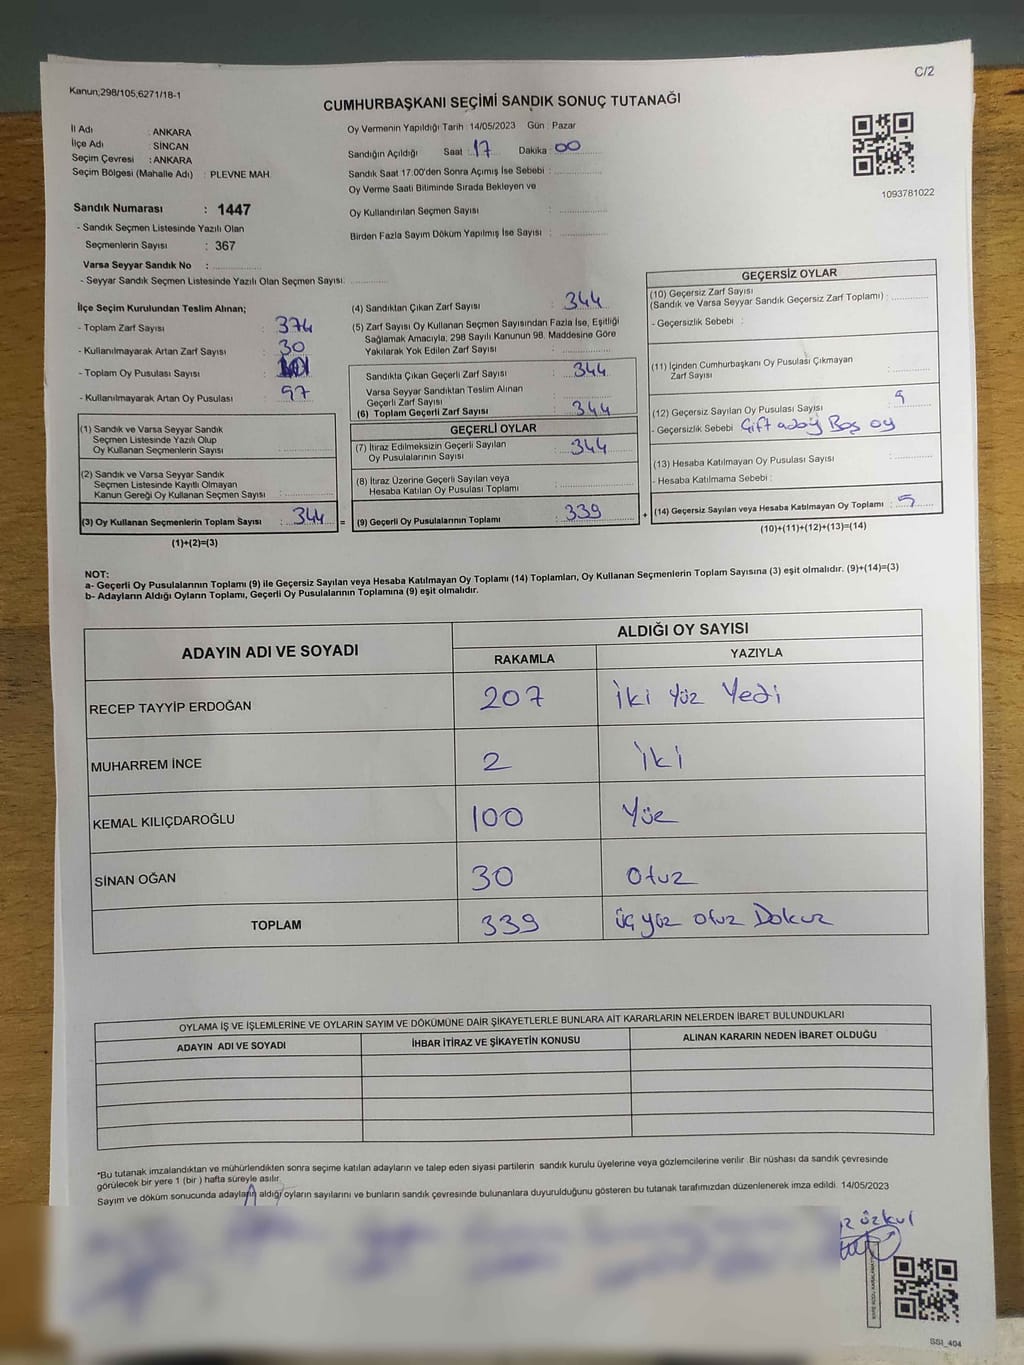 Kanun;298/105;6271/18-1
C/2
CUMHURBAŞKANI SEÇİMİ SANDIK SONUÇ TUTANAĞI
İl Adı : ANKARA
İlçe Adı : SİNCAN
Seçim Çevresi : ANKARA
Seçim Bölgesi (Mahalle Adı) : PLEVNE MAH.
Sandık Numarası : 1447
- Sandık Seçmen Listesinde Yazılı Olan
Seçmenlerin Sayısı : 367
Varsa Seyyar Sandık No :
- Seyyar Sandık Seçmen Listesinde Yazılı Olan Seçmen Sayısı:
Oy Vermenin Yapıldığı Tarih :14/05/2023 Gün : Pazar
Sandığın Açıldığı Saat : 17 Dakika : 00
Sandık Saat 17.00'den Sonra Açımış İse Sebebi :
Oy Verme Saati Bitiminde Sırada Bekleyen ve
Oy Kullandırılan Seçmen Sayısı :
Birden Fazla Sayım Döküm Yapılmış İse Sayısı :
1093781022
İlçe Seçim Kurulundan Teslim Alınan;
- Toplam Zarf Sayısı : 374
- Kullanılmayarak Artan Zarf Sayısı : 30
- Toplam Oy Pusulası Sayısı :
- Kullanılmayarak Artan Oy Pusulası : 97
(1) Sandık ve Varsa Seyyar Sandık
Seçmen Listesinde Yazılı Olup
Oy Kullanan Seçmenlerin Sayısı :
(2) Sandık ve Varsa Seyyar Sandık
Seçmen Listesinde Kayıtlı Olmayan
Kanun Gereği Oy Kullanan Seçmen Sayısı :
(3) Oy Kullanan Seçmenlerin Toplam Sayısı : 344 =
(1)+(2)=(3)
(4) Sandıktan Çıkan Zarf Sayısı : 344
(5) Zarf Sayısı Oy Kullanan Seçmen Sayısından Fazla İse, Eşitliği
Sağlamak Amacıyla, 298 Sayılı Kanunun 98. Maddesine Göre
Yakılarak Yok Edilen Zarf Sayısı :
Sandıkta Çıkan Geçerli Zarf Sayısı : 344
Varsa Seyyar Sandıktan Teslim Alınan
Geçerli Zarf Sayısı :
(6) Toplam Geçerli Zarf Sayısı : 344
GEÇERLİ OYLAR
(7) İtiraz Edilmeksizin Geçerli Sayılan
Oy Pusulalarının Sayısı : 344
(8) İtiraz Üzerine Geçerli Sayılan veya
Hesaba Katılan Oy Pusulası Toplamı :
(9) Geçerli Oy Pusulalarının Toplamı : 339 +
GEÇERSİZ OYLAR
(10) Geçersiz Zarf Sayısı
(Sandık ve Varsa Seyyar Sandık Geçersiz Zarf Toplamı) :
- Geçersizlik Sebebi :
(11) İçinden Cumhurbaşkanı Oy Pusulası Çıkmayan
Zarf Sayısı :
(12) Geçersiz Sayılan Oy Pusulası Sayısı :
- Geçersizlik Sebebi Çift aday Boş oy
(13) Hesaba Katılmayan Oy Pusulası Sayısı :
- Hesaba Katılmama Sebebi :
(14) Geçersiz Sayılan veya Hesaba Katılmayan Oy Toplamı : 5
(10)+(11)+(12)+(13)=(14)
NOT:
a- Geçerli Oy Pusulalarının Toplamı (9) ile Geçersiz Sayılan veya Hesaba Katılmayan Oy Toplamı (14) Toplamları, Oy Kullanan Seçmenlerin Toplam Sayısına (3) eşit olmalıdır. (9)+(14)=(3)
b- Adayların Aldığı Oyların Toplamı, Geçerli Oy Pusulalarının Toplamına (9) eşit olmalıdır.
ADAYIN ADI VE SOYADI
ALDIĞI OY SAYISI
RAKAMLA YAZIYLA
RECEP TAYYİP ERDOĞAN 207 İki Yüz Yedi
MUHARREM İNCE 2 İki
KEMAL KILIÇDAROĞLU 100 Yüz
SİNAN OĞAN 30 Otuz
TOPLAM 339 üç yüz otuz Dokuz
OYLAMA İŞ VE İŞLEMLERİNE VE OYLARIN SAYIM VE DÖKÜMÜNE DAİR ŞİKAYETLERLE BUNLARA AİT KARARLARIN NELERDEN İBARET BULUNDUKLARI
ADAYIN ADI VE SOYADI İHBAR İTİRAZ VE ŞİKAYETİN KONUSU ALINAN KARARIN NEDEN İBARET OLDUĞU
*Bu tutanak imzalandıktan ve mühürlendikten sonra seçime katılan adayların ve talep eden siyasi partilerin sandık kurulu üyelerine veya gözlemcilerine verilir. Bir nüshası da sandık çevresinde
görülecek bir yere 1 (bir ) hafta süreyle asılır.
Sayım ve döküm sonucunda adayların aldığı oyların sayılarını ve bunların sandık çevresinde bulunanlara duyurulduğunu gösteren bu tutanak tarafımızdan düzenlenerek imza edildi. 14/05/2023
özkul
SSI_404